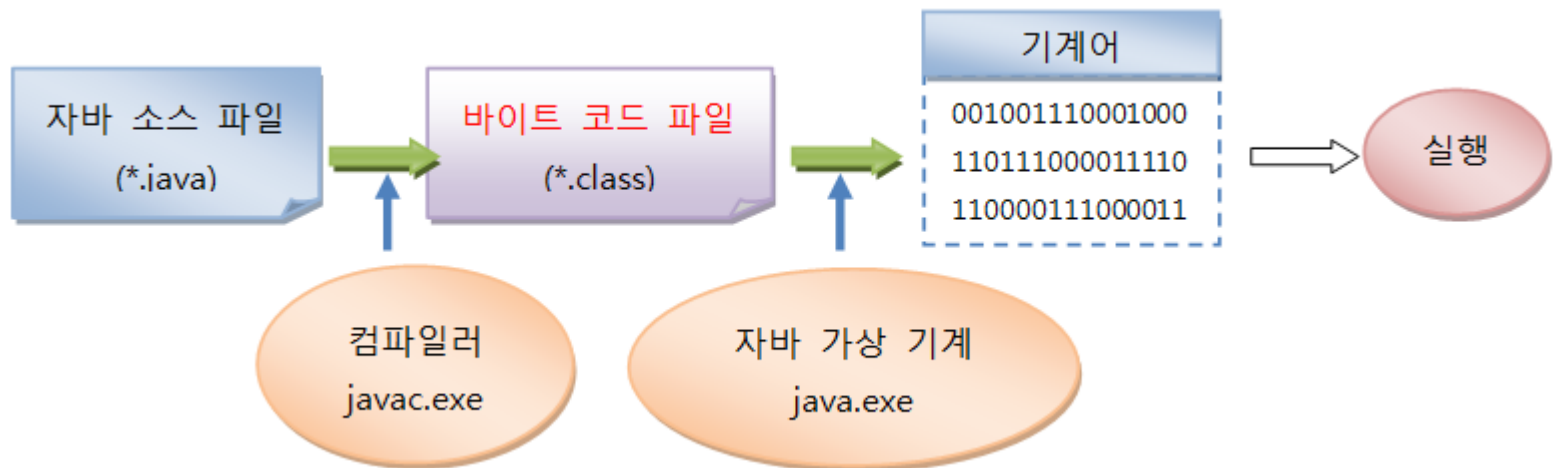 자바 소스 파일
(*.java)
바이트 코드 파일
(*.class)
기계어
001001110001000
110111000011110
110000111000011
실행
컴파일러
javac.exe
자바 가상 기계
java.exe